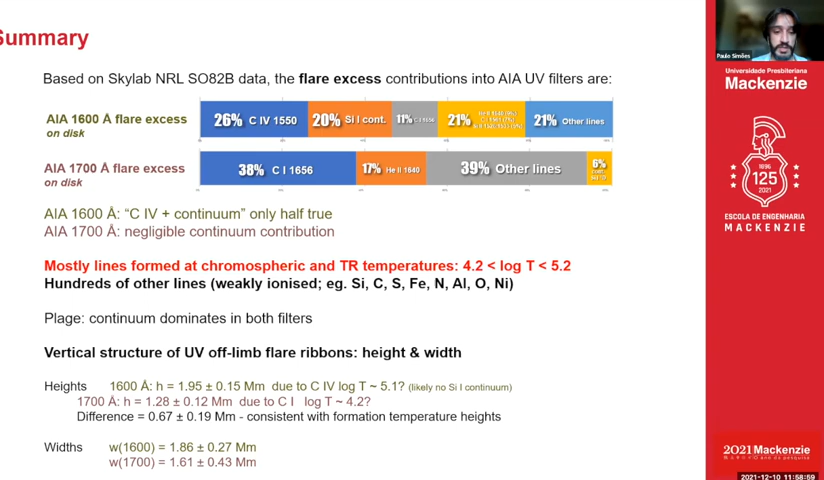 Summary
Paulo Simões
Based on Skylab NRL SO82B data, the flare excess contributions into AIA UV filters are:
AIA 1600 Å flare excess
on disk
26% C IV 1550
20% Si I cont.
11% C I 1656
21%
21% Other lines
AIA 1700 Å flare excess
on disk
38% C I 1656
17% He II 1640
39% Other lines
6%
AIA 1600 Å: “C IV + continuum” only half true
AIA 1700 Å: negligible continuum contribution
Mostly lines formed at chromospheric and TR temperatures: 4.2 < log T < 5.2
Hundreds of other lines (weakly ionised; eg. Si, C, S, Fe, N, Al, O, Ni)
Plage: continuum dominates in both filters
Vertical structure of UV off-limb flare ribbons: height & width
Heights 1600 Å: h = 1.95 ± 0.15 Mm due to C IV log T ~ 5.1? (likely no Si I continuum)
1700 Å: h = 1.28 ± 0.12 Mm due to C I log T ~ 4.2?
Difference = 0.67 ± 0.19 Mm - consistent with formation temperature heights
Widths w(1600) = 1.86 ± 0.27 Mm
w(1700) = 1.61 ± 0.43 Mm
Universidade Presbiteriana
Mackenzie
1896
125
2021
ESCOLA DE ENGENHARIA
MACKENZIE
2021 Mackenzie
2021-12-10 11:58:59